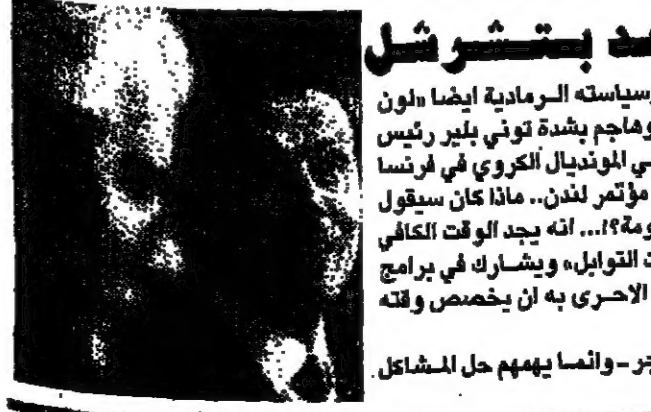 بتشرشل
وسياسته الرمادية ايضا «لون
وهاجم بشدة توني بلير رئيس
ي المونديال الكروي في فرنسا
مؤتمر لندن.. ماذا كان سيقول
ومة؟!... انه يجد الوقت الكافي
ت التوابل» ويشارك في برامج
الاحرى به ان يخصص وقته
جر - وانما يهمهم حل المشاكل.